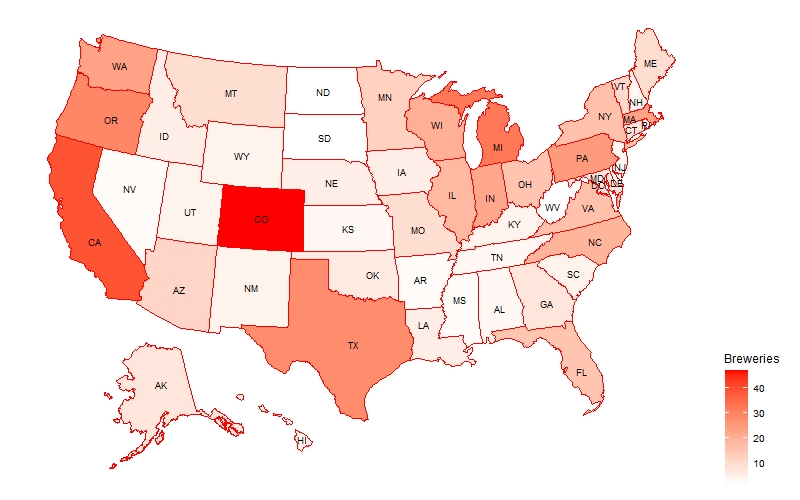 ME
WA
VT
MT
ND
MN
NH
OR
WI
NY
MA
RI
CT
ID
SD
MI
WY
PA
IA
NJ
NE
OH
MD
DE
DC
NV
IL
IN
UT
WV
VA
CO
KS
MO
KY
CA
NC
TN
OK
SC
AR
AZ
NM
MS
AL
GA
LA
TX
FL
AK
HI
Breweries
40
30
20
10